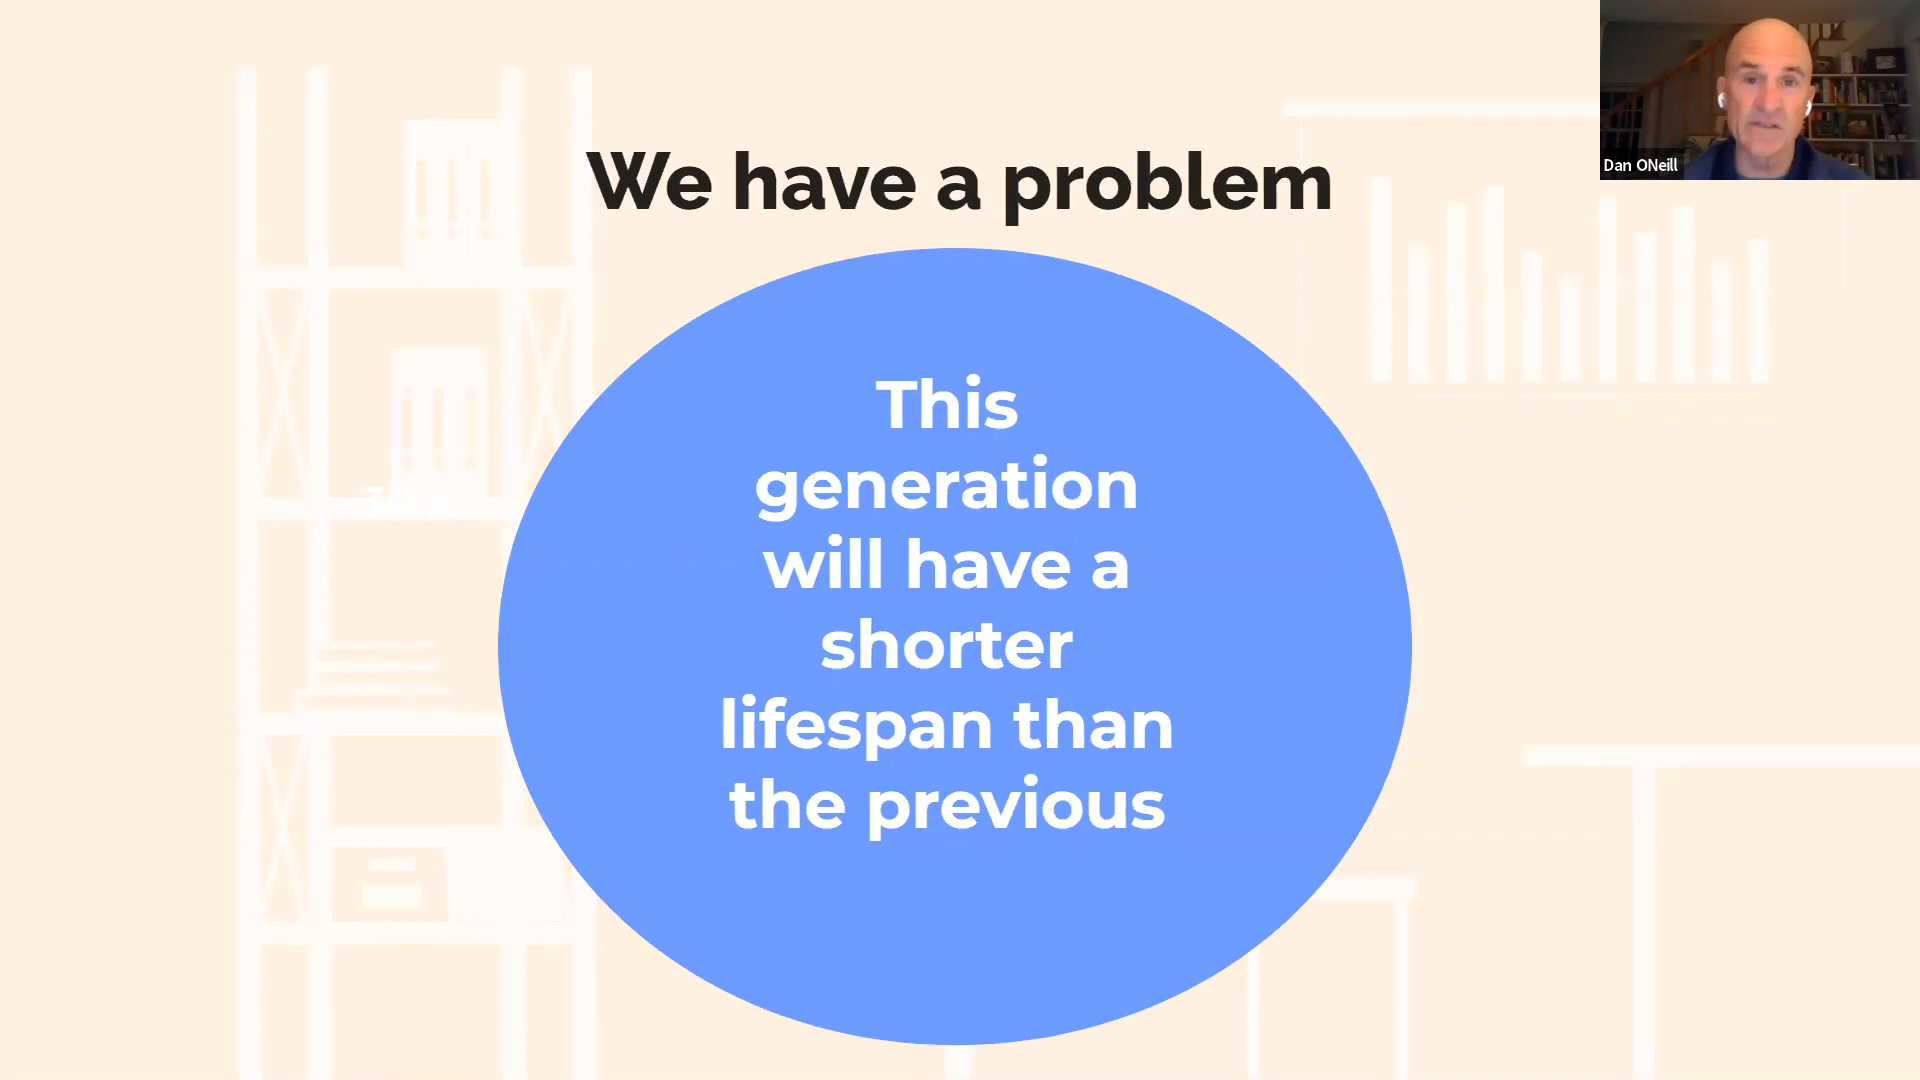 We have a problem
This
generation
will have a
shorter
lifespan than
the previous
Dan ONeill